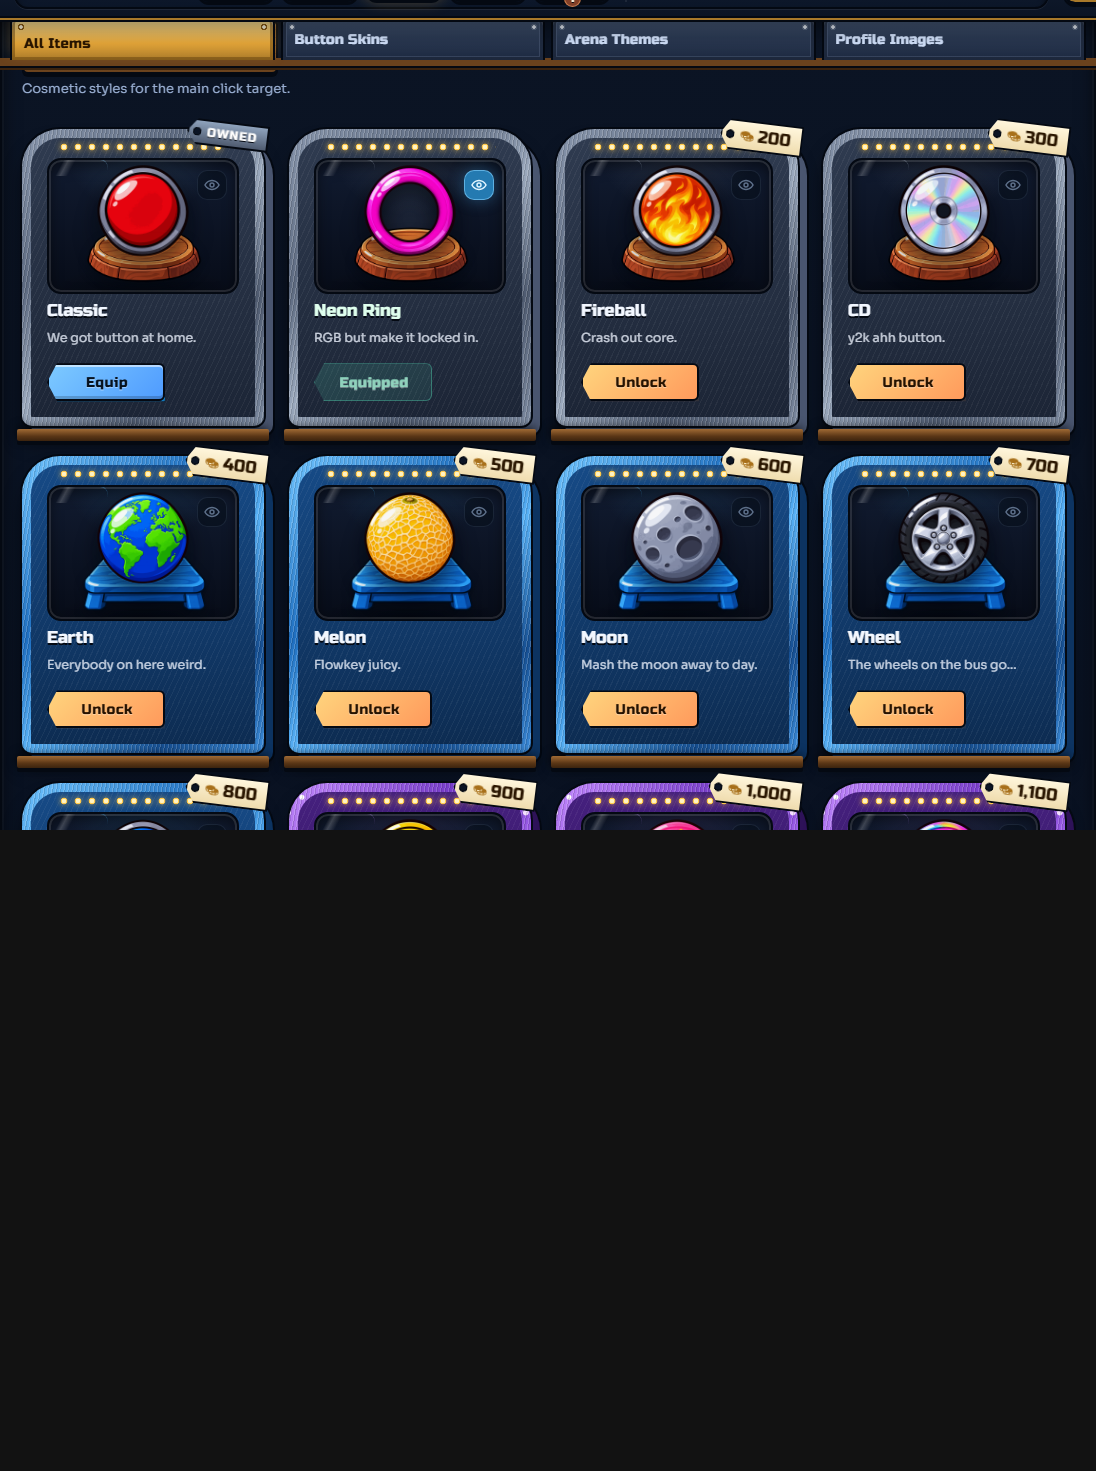 All Items
Button Skins
Arena Themes
Profile Images
Cosmetic styles for the main click target.
OWNED
200
300
Classic
Neon Ring
Fireball
CD
We got button at home.
RGB but make it locked in.
Crash out core.
y2k ahh button.
Equip
Equipped
Unlock
Unlock
400
500
600
700
Earth
Melon
Moon
Wheel
Everybody on here weird.
Flowkey juicy.
Mash the moon away to day.
The wheels on the bus go...
Unlock
Unlock
Unlock
Unlock
800
900
1,000
1,100